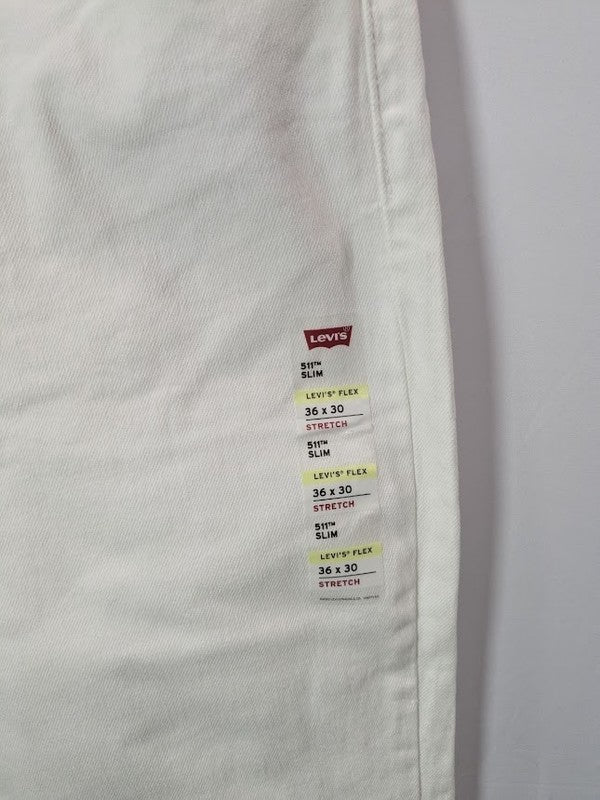 Levi's
511™
SLIM
LEVI'S® FLEX
36 x 30
STRETCH
511™
SLIM
LEVI'S® FLEX
36 x 30
STRETCH
511™
SLIM
LEVI'S® FLEX
36 x 30
STRETCH